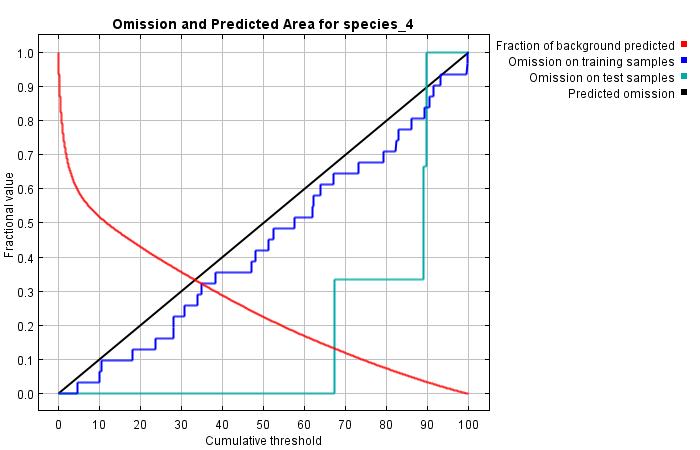 Omission and Predicted Area for species_4
Fraction of background predicted
Omission on training samples
Omission on test samples
Predicted omission
Fractional value
1.0
0.9
0.8
0.7
0.6
0.5
0.4
0.3
0.2
0.1
0.0
0 10 20 30 40 50 60 70 80 90 100
Cumulative threshold